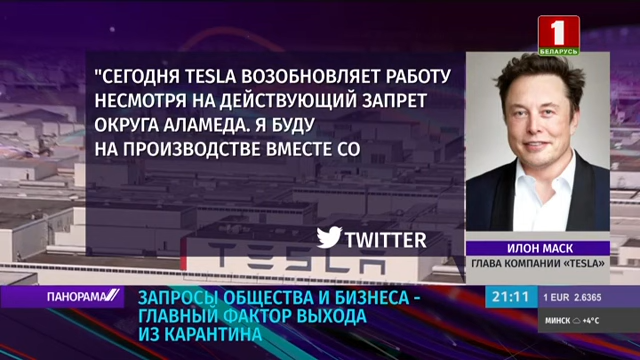 1
БЕЛАРУСЬ
"СЕГОДНЯ TESLA ВОЗОБНОВЛЯЕТ РАБОТУ
НЕСМОТРЯ НА ДЕЙСТВУЮЩИЙ ЗАПРЕТ
ОКРУГА АЛАМЕДА. Я БУДУ
НА ПРОИЗВОДСТВЕ ВМЕСТЕ СО
TWITTER
TESLA
ИЛОН МАСК
ГЛАВА КОМПАНИИ «TESLA»
ПАНОРАМА
ЗАПРОСЫ ОБЩЕСТВА И БИЗНЕСА -
ГЛАВНЫЙ ФАКТОР ВЫХОДА
ИЗ КАРАНТИНА
21:11
1 EUR 2.6365
МИНСК +4°C